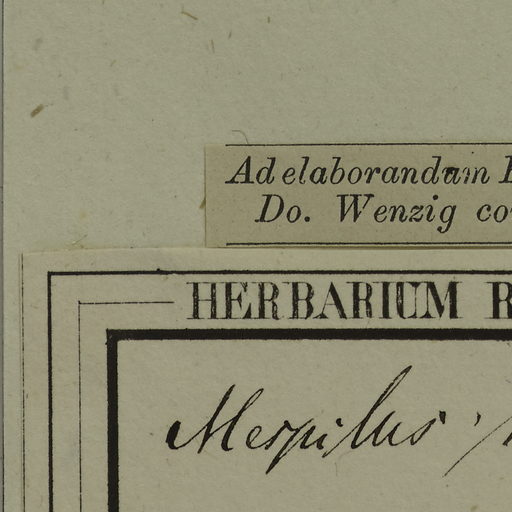 Ad elaborandum
Do. Wenzig
HERBARIUM
Mespilus